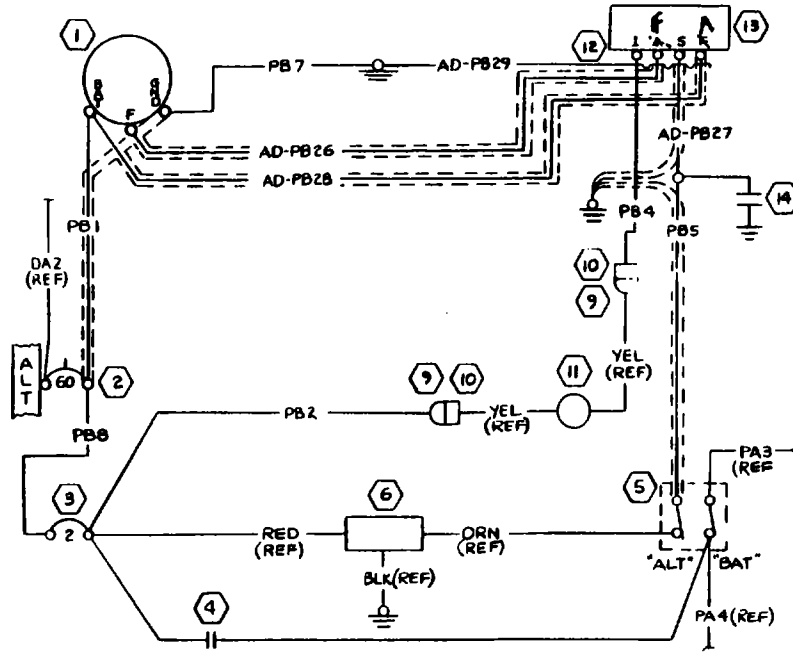 1
BAT
GND
F
PB7
AD-PB29
12
F A
13
I A S F
AD-PB26
AD-PB28
AD-PB27
14
PB1
PB4
PB5
DA2
(REF)
10
9
ALT
60
2
YEL
(REF)
9
10
11
PB2
YEL
(REF)
PB8
PA3
(REF
3
2
6
5
RED
(REF)
ORN
(REF)
"ALT" "BAT"
BLK(REF)
4
PA4(REF)